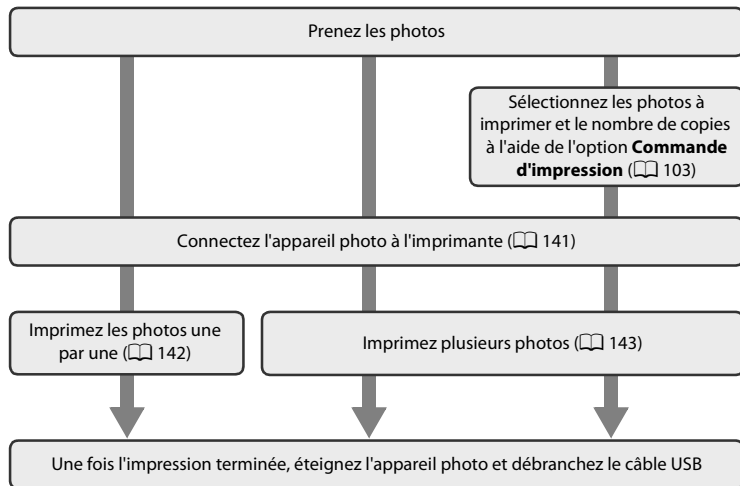 Prenez les photos
Sélectionnez les photos à
imprimer et le nombre de copies
à l'aide de l'option Commande
d'impression (📖 103)
Connectez l'appareil photo à l'imprimante (📖 141)
Imprimez les photos une
par une (📖 142)
Imprimez plusieurs photos (📖 143)
Une fois l'impression terminée, éteignez l'appareil photo et débranchez le câble USB